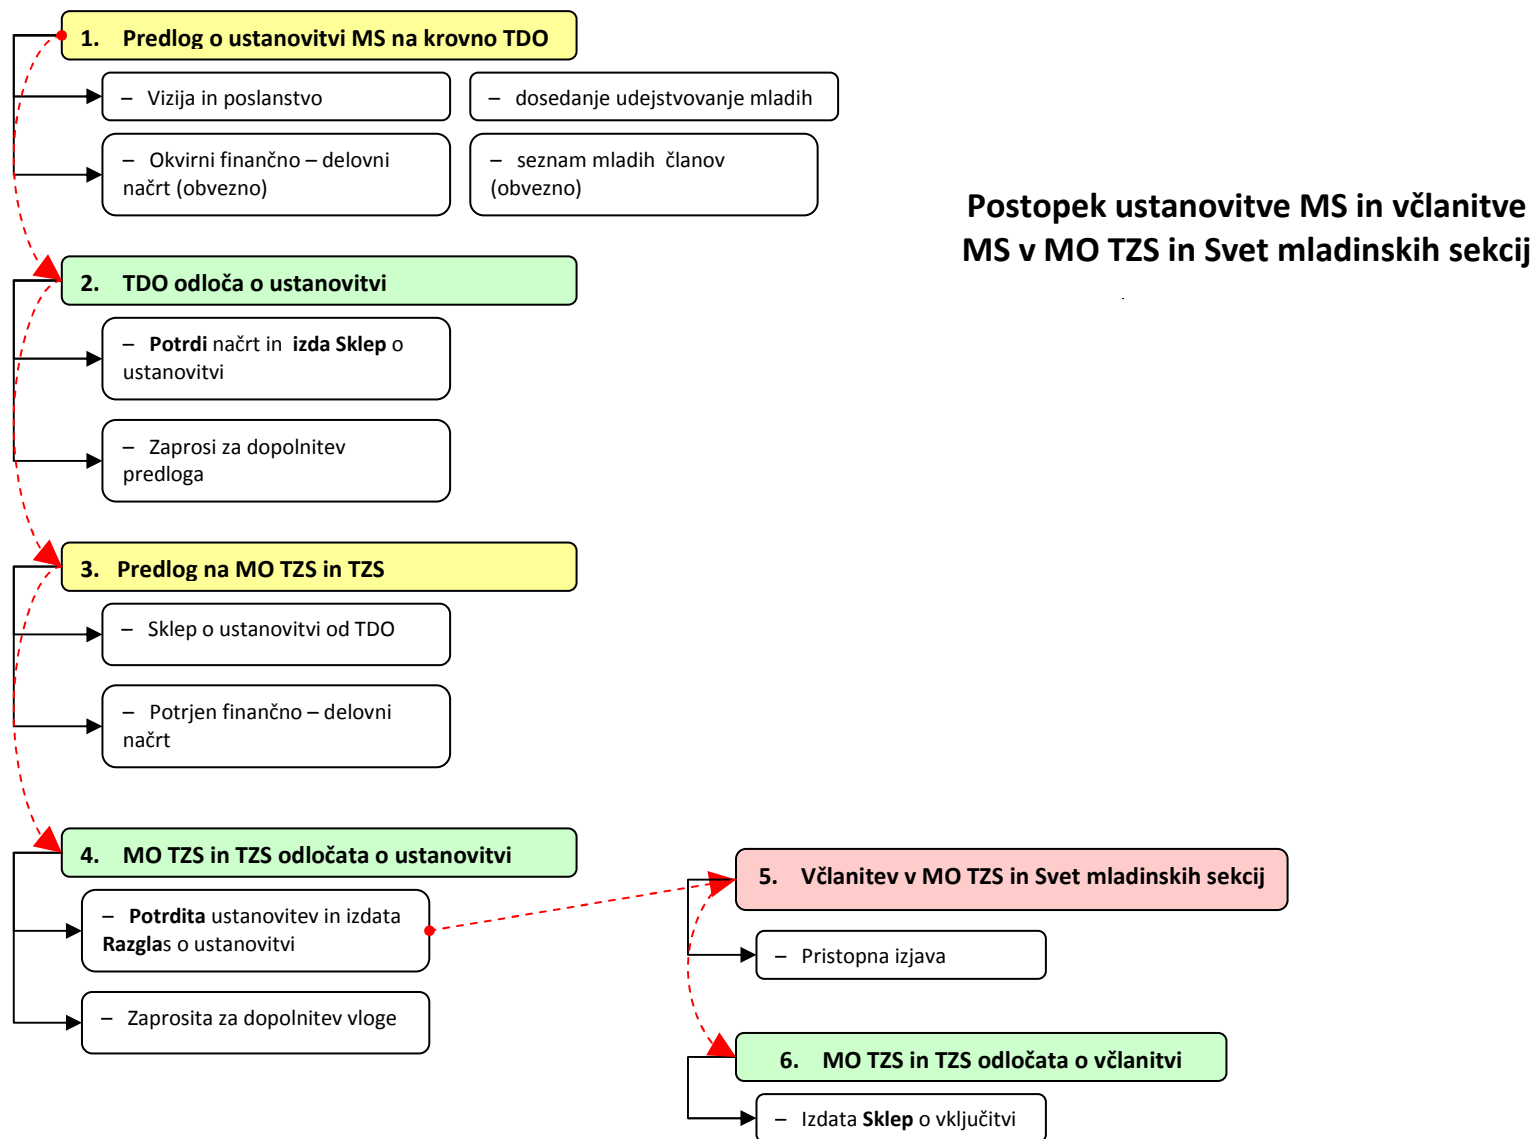 1. Predlog o ustanovitvi MS na krovno TDO
– Vizija in poslanstvo
– dosedanje udejstvovanje mladih
– Okvirni finančno – delovni
načrt (obvezno)
– seznam mladih članov
(obvezno)
Postopek ustanovitve MS in včlanitve
MS v MO TZS in Svet mladinskih sekcij
2. TDO odloča o ustanovitvi
– Potrdi načrt in izda Sklep o
ustanovitvi
– Zaprosi za dopolnitev
predloga
3. Predlog na MO TZS in TZS
– Sklep o ustanovitvi od TDO
– Potrjen finančno – delovni
načrt
4. MO TZS in TZS odločata o ustanovitvi
– Potrdita ustanovitev in izdata
Razglas o ustanovitvi
– Zaprosita za dopolnitev vloge
5. Včlanitev v MO TZS in Svet mladinskih sekcij
– Pristopna izjava
6. MO TZS in TZS odločata o včlanitvi
– Izdata Sklep o vključitvi